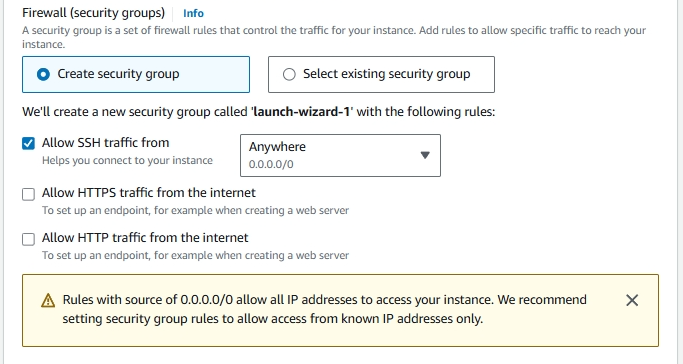 Firewall (security groups) Info
A security group is a set of firewall rules that control the traffic for your instance. Add rules to allow specific traffic to reach your
instance.
Create security group
Select existing security group
We'll create a new security group called 'launch-wizard-1' with the following rules:
Allow SSH traffic from
Helps you connect to your instance
Anywhere
0.0.0.0/0
Allow HTTPS traffic from the internet
To set up an endpoint, for example when creating a web server
Allow HTTP traffic from the internet
To set up an endpoint, for example when creating a web server
Rules with source of 0.0.0.0/0 allow all IP addresses to access your instance. We recommend
setting security group rules to allow access from known IP addresses only.